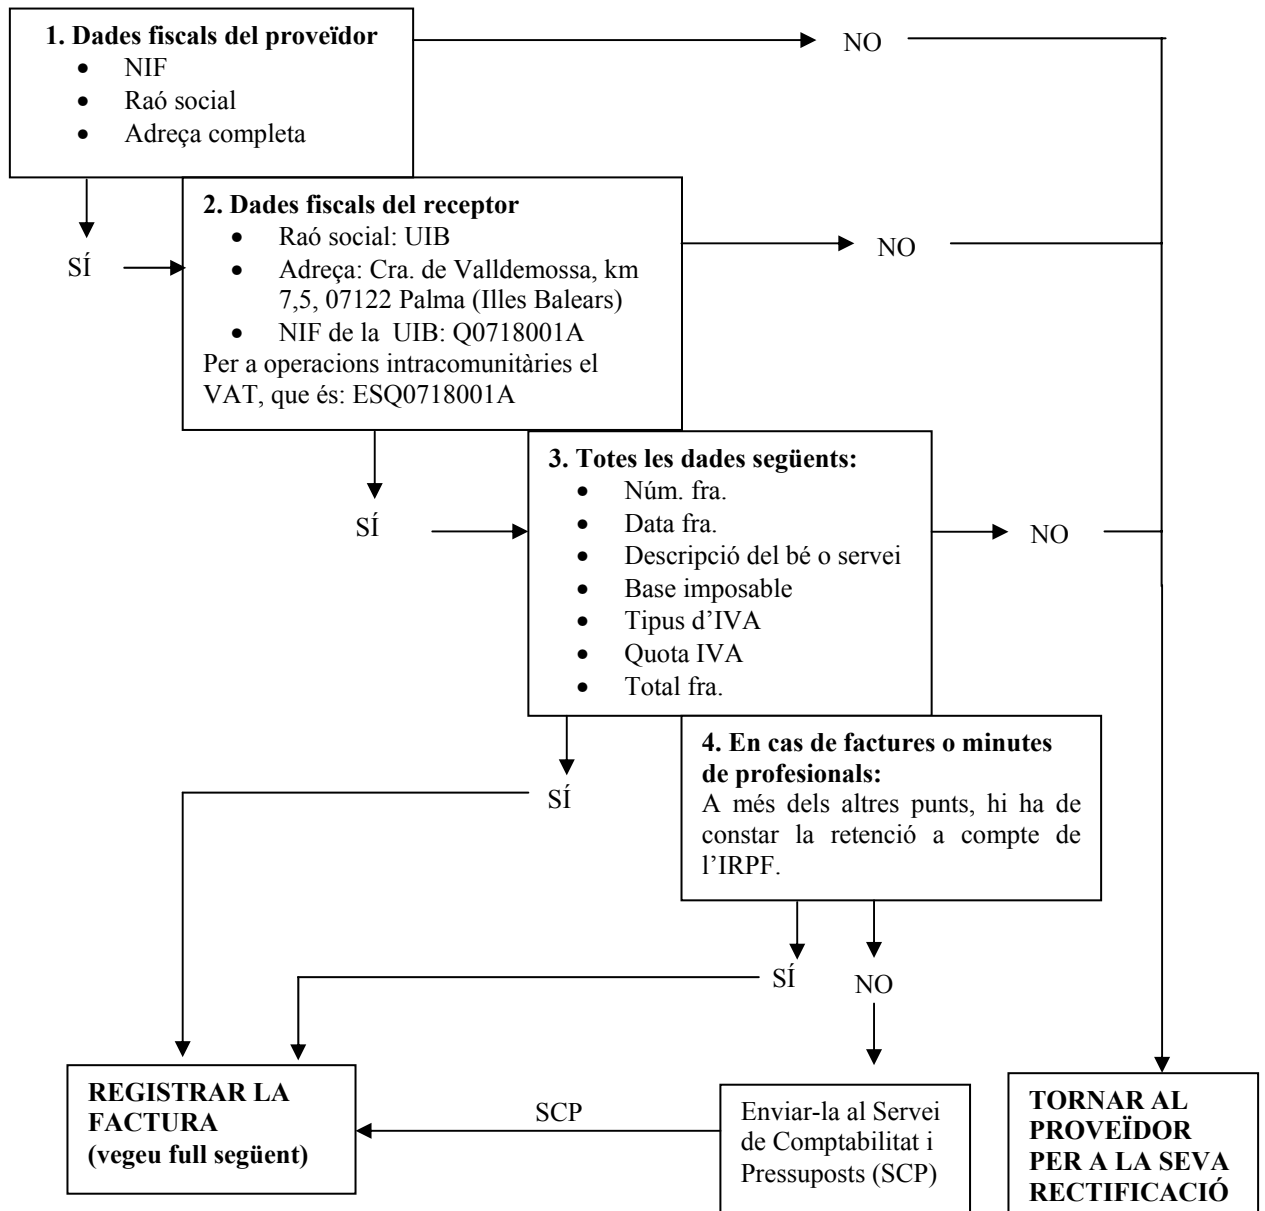 1. Dades fiscals del proveïdor
• NIF
• Raó social
• Adreça completa
NO
SÍ
2. Dades fiscals del receptor
• Raó social: UIB
• Adreça: Cra. de Valldemossa, km
7,5, 07122 Palma (Illes Balears)
• NIF de la UIB: Q0718001A
Per a operacions intracomunitàries el
VAT, que és: ESQ0718001A
NO
SÍ
3. Totes les dades següents:
• Núm. fra.
• Data fra.
• Descripció del bé o servei
• Base imposable
• Tipus d’IVA
• Quota IVA
• Total fra.
NO
SÍ
4. En cas de factures o minutes
de profesionals:
A més dels altres punts, hi ha de
constar la retenció a compte de
l’IRPF.
SÍ
NO
REGISTRAR LA
FACTURA
(vegeu full següent)
SCP
Enviar-la al Servei
de Comptabilitat i
Pressuposts (SCP)
TORNAR AL
PROVEÏDOR
PER A LA SEVA
RECTIFICACIÓ